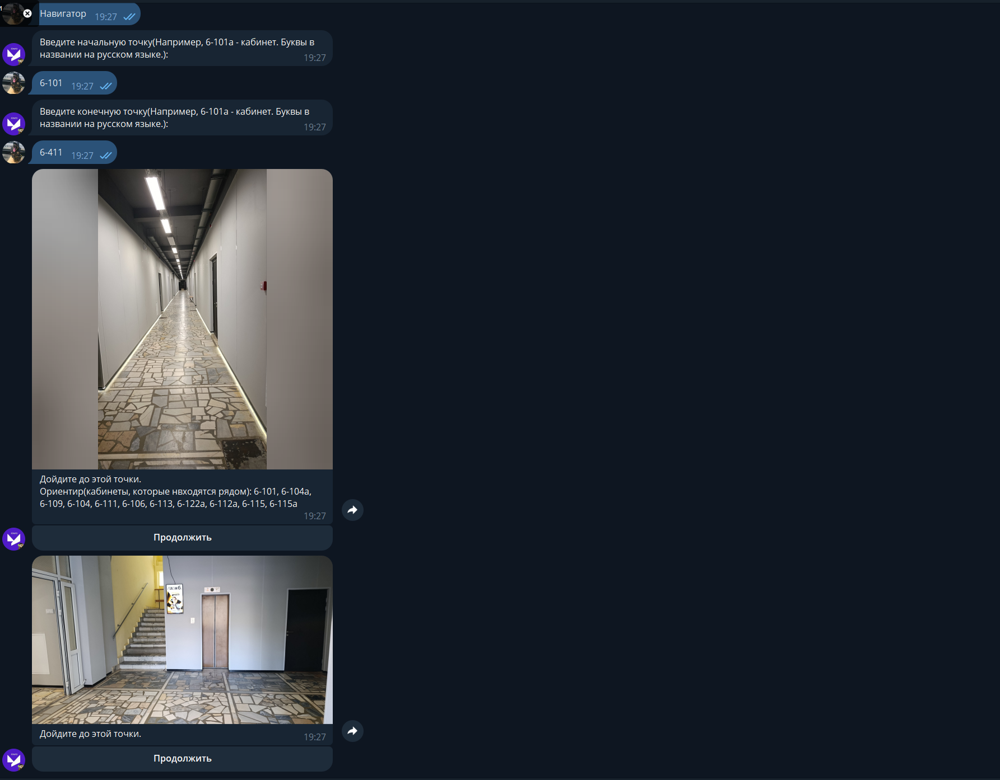 и
Навигатор 19:27
Введите начальную точку(Например, 6-101а - кабинет. Буквы в
названии на русском языке.):
19:27
6-101 19:27
Введите конечную точку(Например, 6-101а - кабинет. Буквы в
названии на русском языке.):
19:27
6-411 19:27
Дойдите до этой точки.
Ориентир(кабинеты, которые нвходятся рядом): 6-101, 6-104а,
6-109, 6-104, 6-111, 6-106, 6-113, 6-122а, 6-112а, 6-115, 6-115а
19:27
Продолжить
Дойдите до этой точки. 19:27
Продолжить